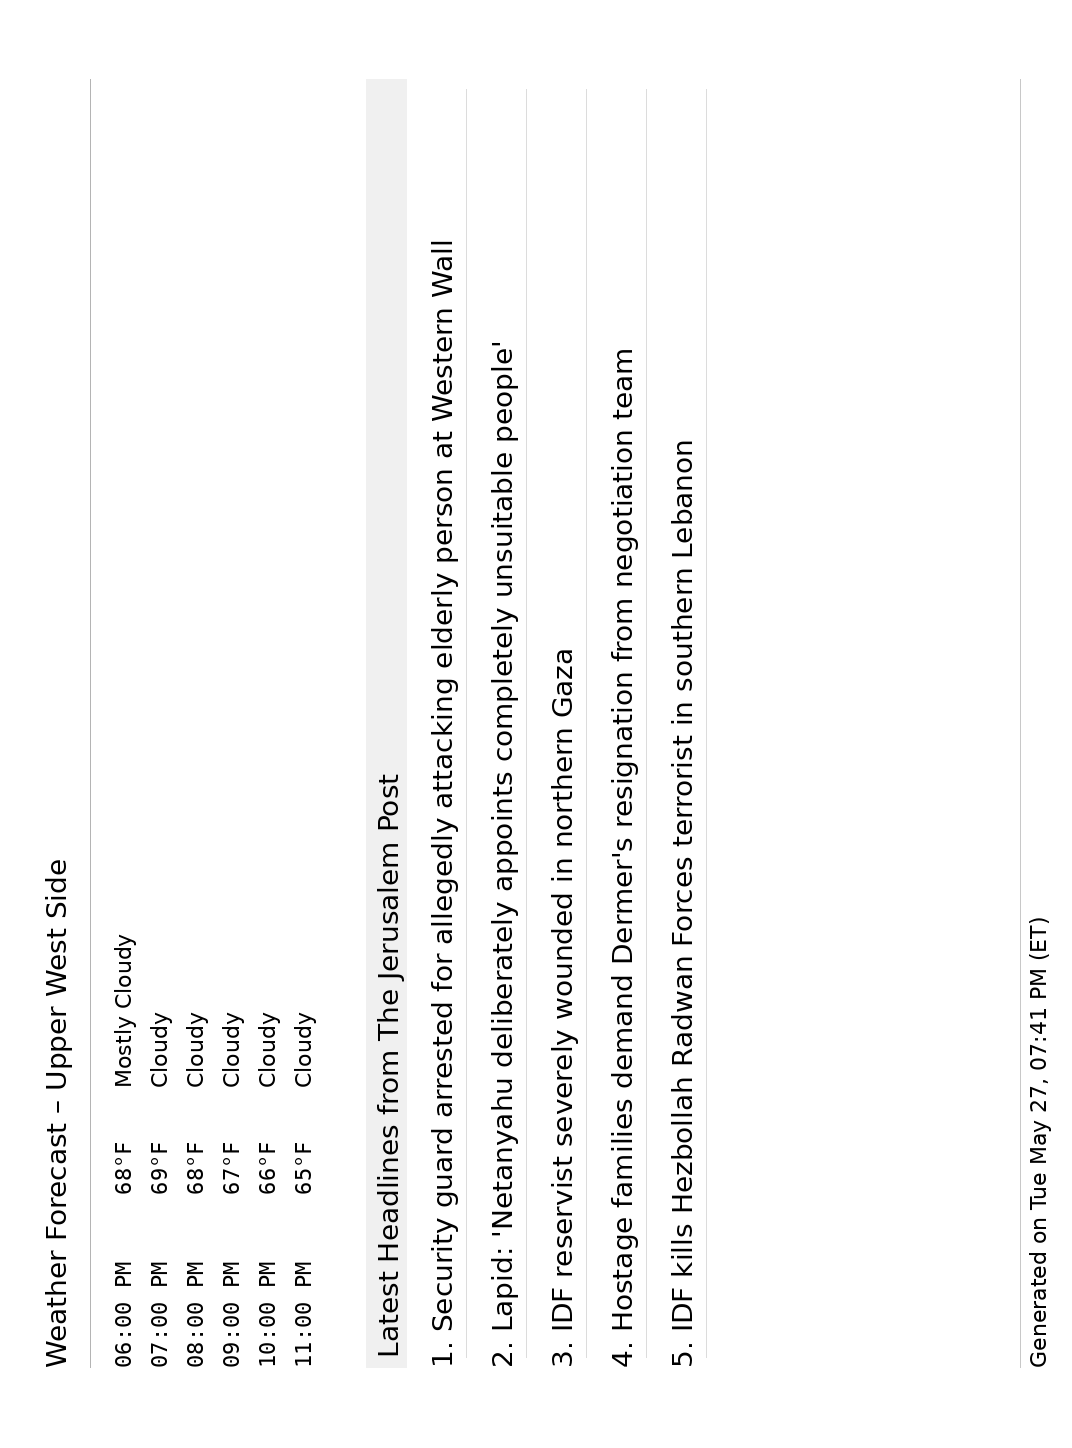 Weather Forecast – Upper West Side
06:00 PM 68°F Mostly Cloudy
07:00 PM 69°F Cloudy
08:00 PM 68°F Cloudy
09:00 PM 67°F Cloudy
10:00 PM 66°F Cloudy
11:00 PM 65°F Cloudy
Latest Headlines from The Jerusalem Post
1. Security guard arrested for allegedly attacking elderly person at Western Wall
2. Lapid: 'Netanyahu deliberately appoints completely unsuitable people'
3. IDF reservist severely wounded in northern Gaza
4. Hostage families demand Dermer's resignation from negotiation team
5. IDF kills Hezbollah Radwan Forces terrorist in southern Lebanon
Generated on Tue May 27, 07:41 PM (ET)